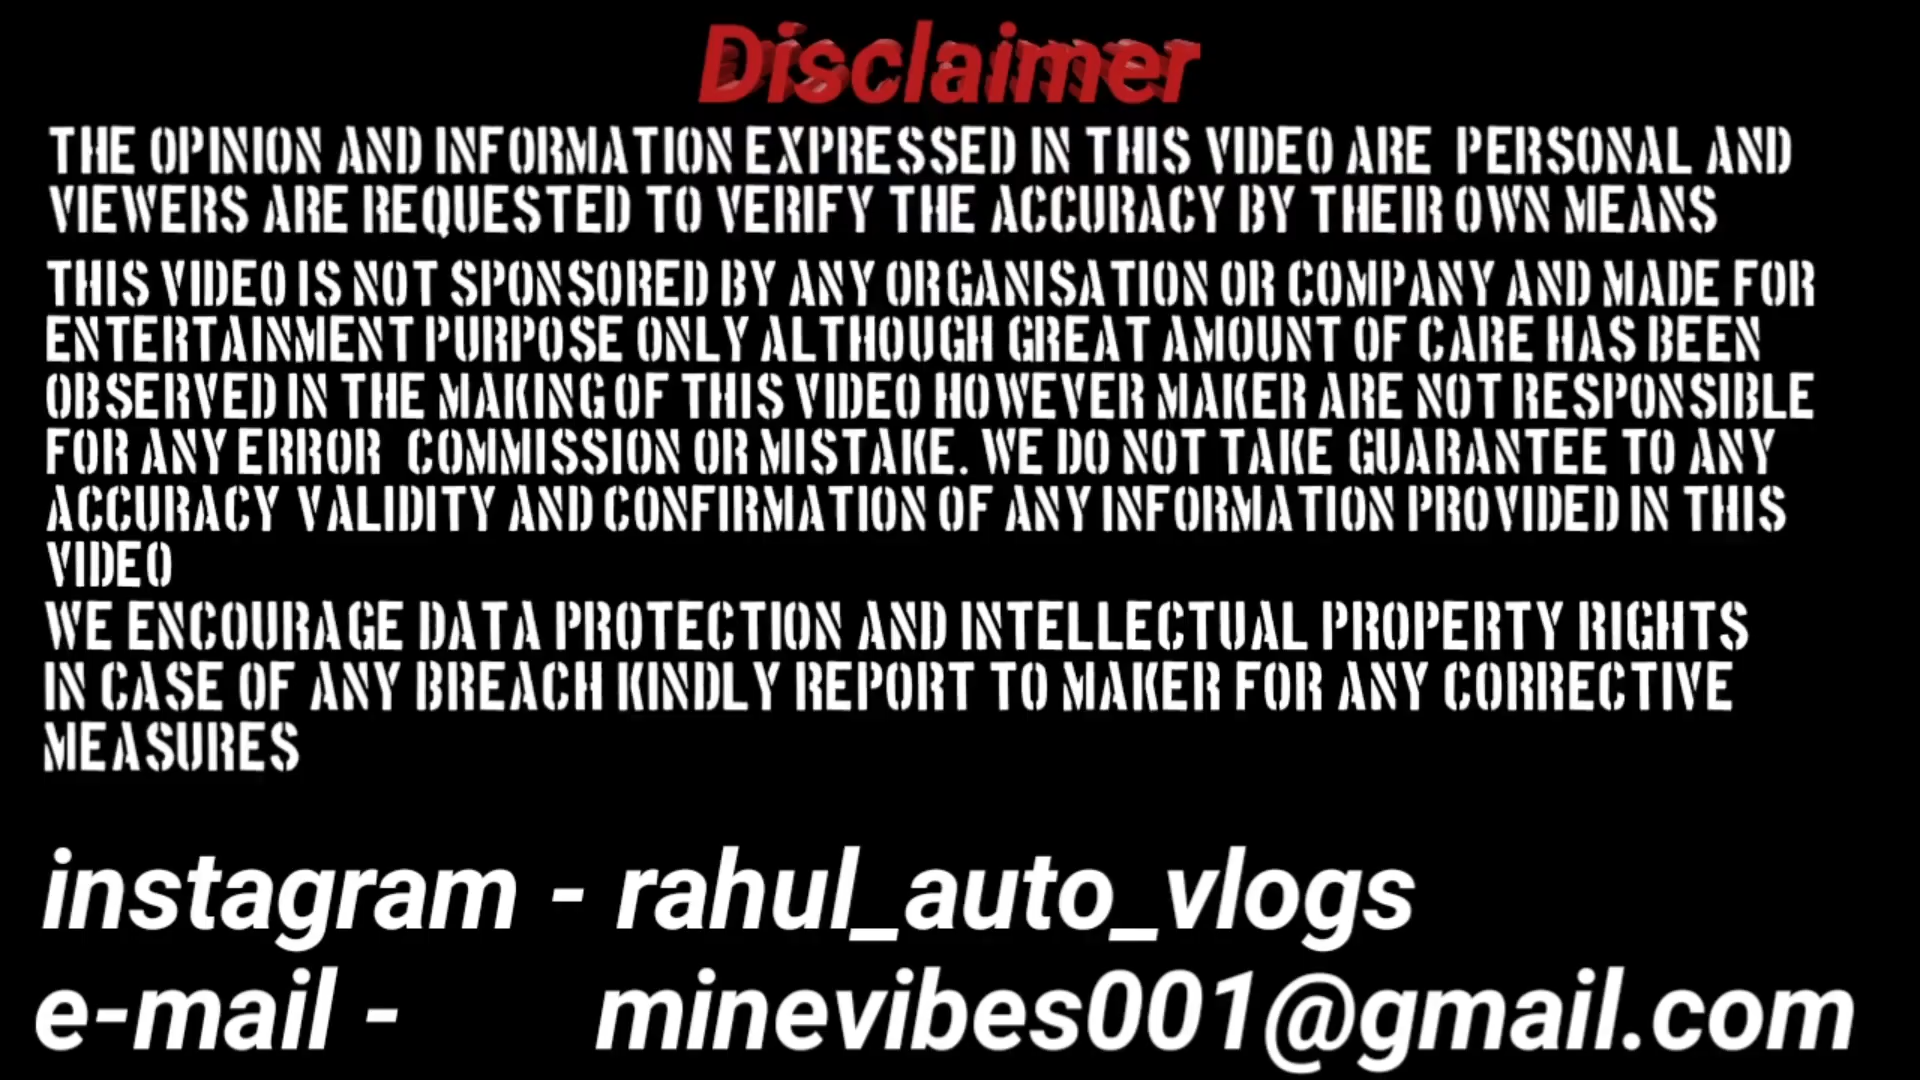 Disclaimer
THE OPINION AND INFORMATION EXPRESSED IN THIS VIDEO ARE PERSONAL AND
VIEWERS ARE REQUESTED TO VERIFY THE ACCURACY BY THEIR OWN MEANS
THIS VIDEO IS NOT SPONSORED BY ANY ORGANISATION OR COMPANY AND MADE FOR
ENTERTAINMENT PURPOSE ONLY ALTHOUGH GREAT AMOUNT OF CARE HAS BEEN
OBSERVED IN THE MAKING OF THIS VIDEO HOWEVER MAKER ARE NOT RESPONSIBLE
FOR ANY ERROR COMMISSION OR MISTAKE. WE DO NOT TAKE GUARANTEE TO ANY
ACCURACY VALIDITY AND CONFIRMATION OF ANY INFORMATION PROVIDED IN THIS
VIDEO
WE ENCOURAGE DATA PROTECTION AND INTELLECTUAL PROPERTY RIGHTS
IN CASE OF ANY BREACH KINDLY REPORT TO MAKER FOR ANY CORRECTIVE
MEASURES
instagram - rahul_auto_vlogs
e-mail - minevibes001@gmail.com